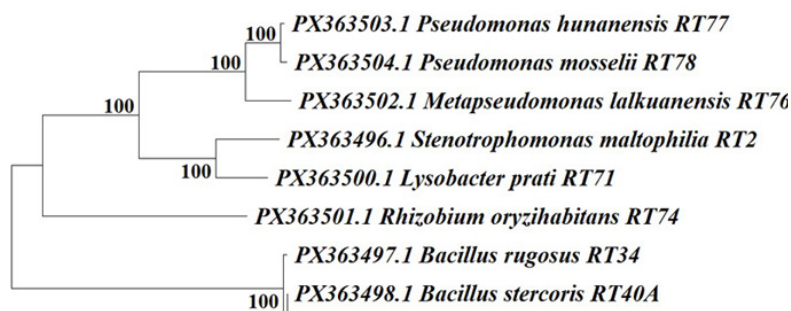 PX363503.1 Pseudomonas hunanensis RT77
100
PX363504.1 Pseudomonas mosselii RT78
100
PX363502.1 Metapseudomonas lalkuanensis RT76
100
PX363496.1 Stenotrophomonas maltophilia RT2
100
PX363500.1 Lysobacter prati RT71
PX363501.1 Rhizobium oryzihabitans RT74
PX363497.1 Bacillus rugosus RT34
100
PX363498.1 Bacillus stercoris RT40A